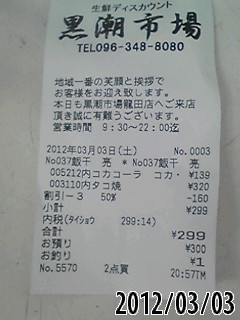 生鮮ディスカウント
黒潮市場
TEL096-348-8080
地域一番の笑顔と挨拶で
お客様をお迎え致します。
本日も黒潮市場龍田店へご来店
頂き誠に有難うございます。
営業時間 9:30~22:00迄
2012年03月03日(土) No.0003
No037飯干 亮 * No037飯干 亮
005212内コカコーラ コカ・ ¥139
003110内タコ焼 ¥320
割引-3 50% -160
小計 ¥299
内税(タイショウ 299:14)
合計 ¥299
お預り ¥300
お釣り ¥1
No.5570 2点買 20:57TM
2012/03/03